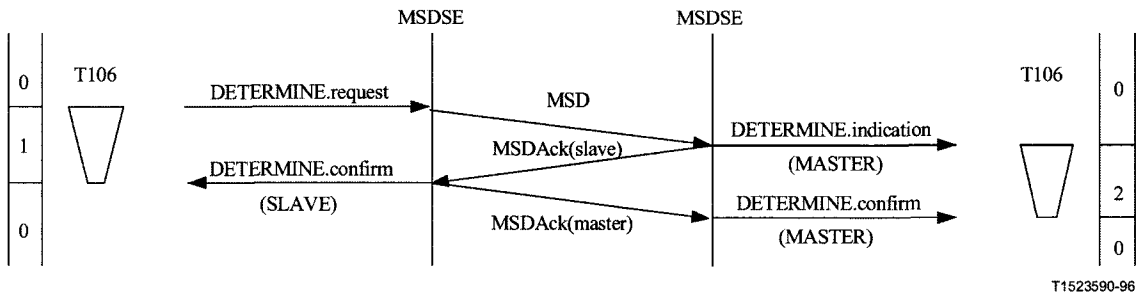 MSDSE MSDSE
T106 T106
0 0
DETERMINE.request
MSD
DETERMINE.indication
1
MSDAck(slave)
DETERMINE.confirm
(MASTER)
2
(SLAVE)
MSDAck(master)
DETERMINE.confirm
(MASTER)
0 0
T1523590-96